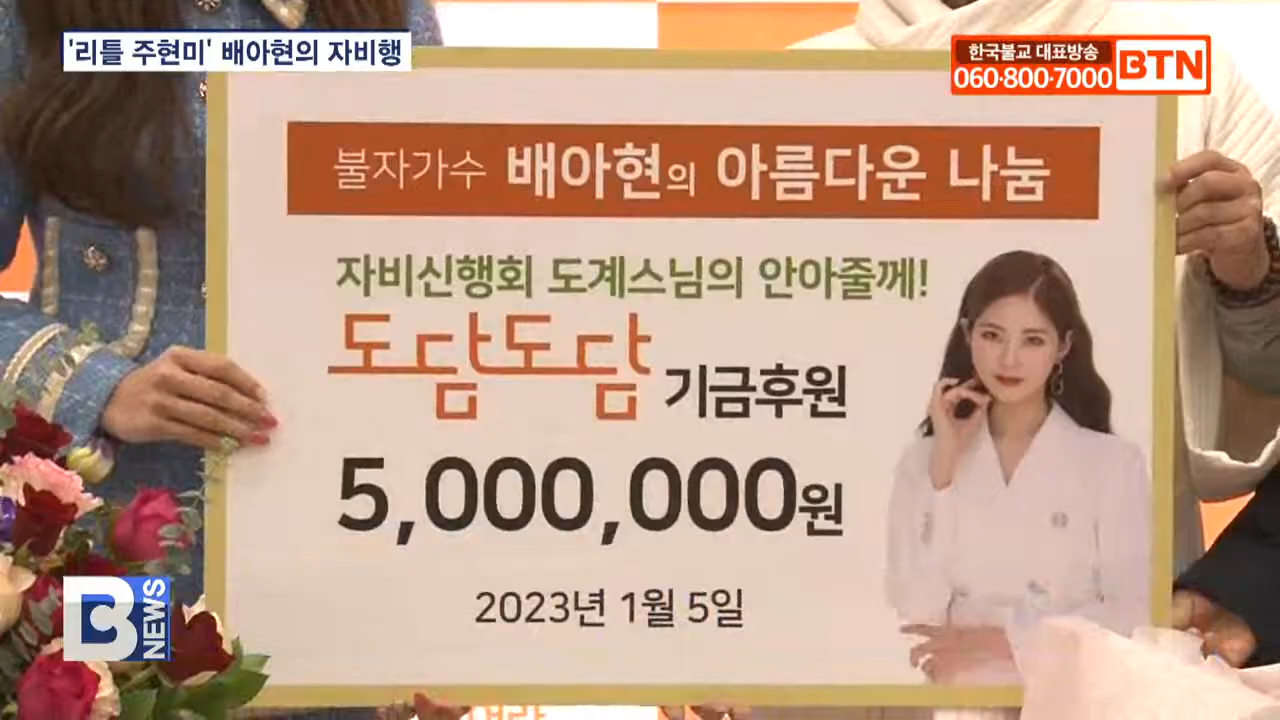 '리틀 주현미' 배아현의 자비행
한국불교 대표방송
060·800·7000
BTN
불자가수 배아현의 아름다운 나눔
자비신행회 도계스님의 안아줄께!
도담도담 기금후원
5,000,000원
2023년 1월 5일
B NEWS